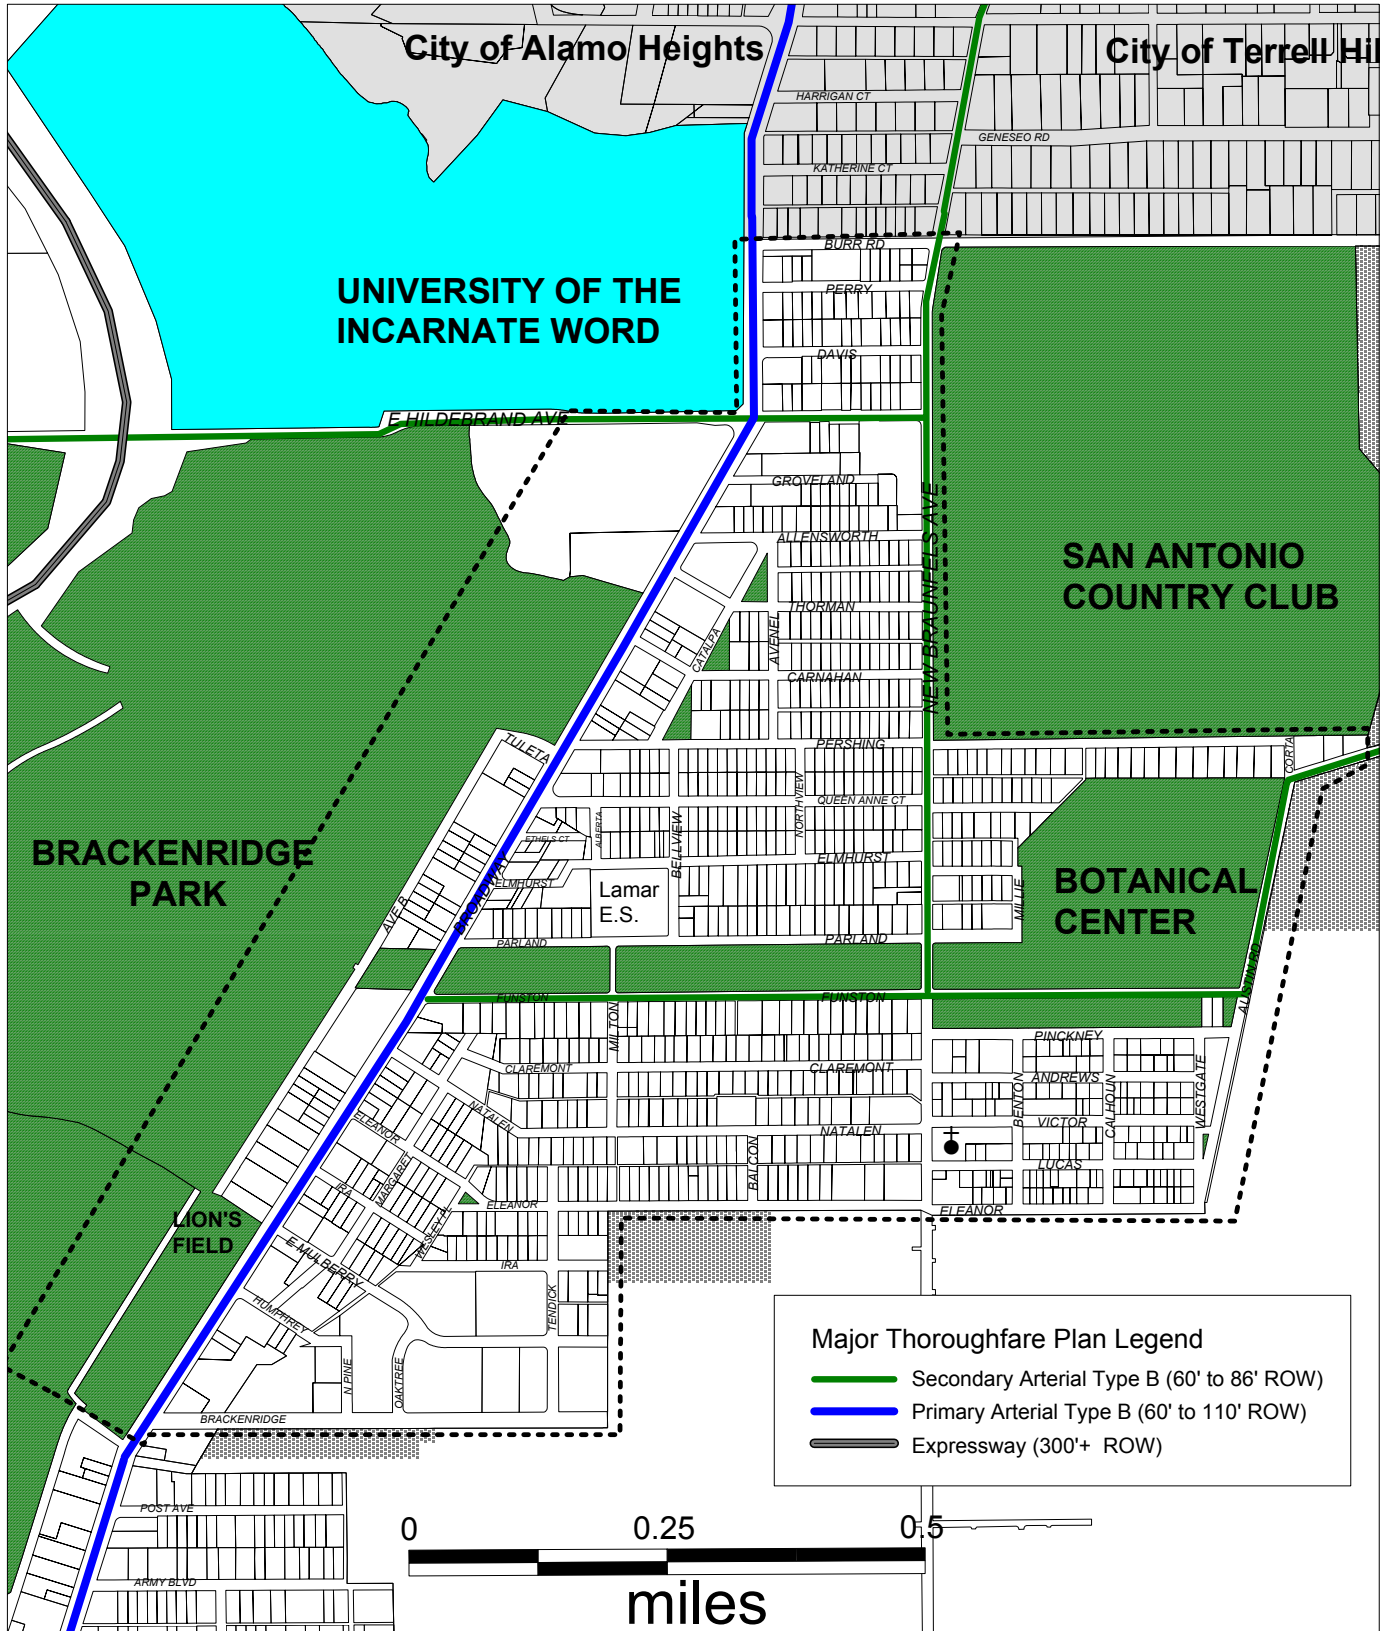 City of Alamo Heights
City of Terrell Hil
HARRIGAN CT
GENESEO RD
KATHERINE CT
BURR RD
UNIVERSITY OF THE
INCARNATE WORD
PERRY
DAVIS
E HILDEBRAND AVE
GROVELAND
NEW BRAUNFELS AVE
ALLENSWORTH
SAN ANTONIO
COUNTRY CLUB
THORMAN
AVENEL
CATALPA
CARNAHAN
TULETA
PERSHING
CORTA
NORTHVIEW
QUEEN ANNE CT
ALBERTA
ETHELS CT
BRACKENRIDGE
PARK
BELLVIEW
ELMHURST
BROADWAY
ELMHURST
Lamar
E.S.
MILLIE
BOTANICAL
CENTER
AVE B
PARLAND
PARLAND
AUSTIN RD
FUNSTON
FUNSTON
MILTON
PINCKNEY
CLAREMONT
CLAREMONT
ANDREWS
BENTON
CALHOUN
WESTGATE
NATALEN
ELEANOR
VICTOR
NATALEN
BALCON
LUCAS
MARGARET
IRA
ELEANOR
ELEANOR
WESLEY PL
LION'S
FIELD
E MULBERRY
IRA
TENDICK
HUMPHREY
N PINE
OAKTREE
BRACKENRIDGE
Major Thoroughfare Plan Legend
Secondary Arterial Type B (60' to 86' ROW)
Primary Arterial Type B (60' to 110' ROW)
Expressway (300'+ ROW)
POST AVE
0 0.25 0.5
ARMY BLVD
miles